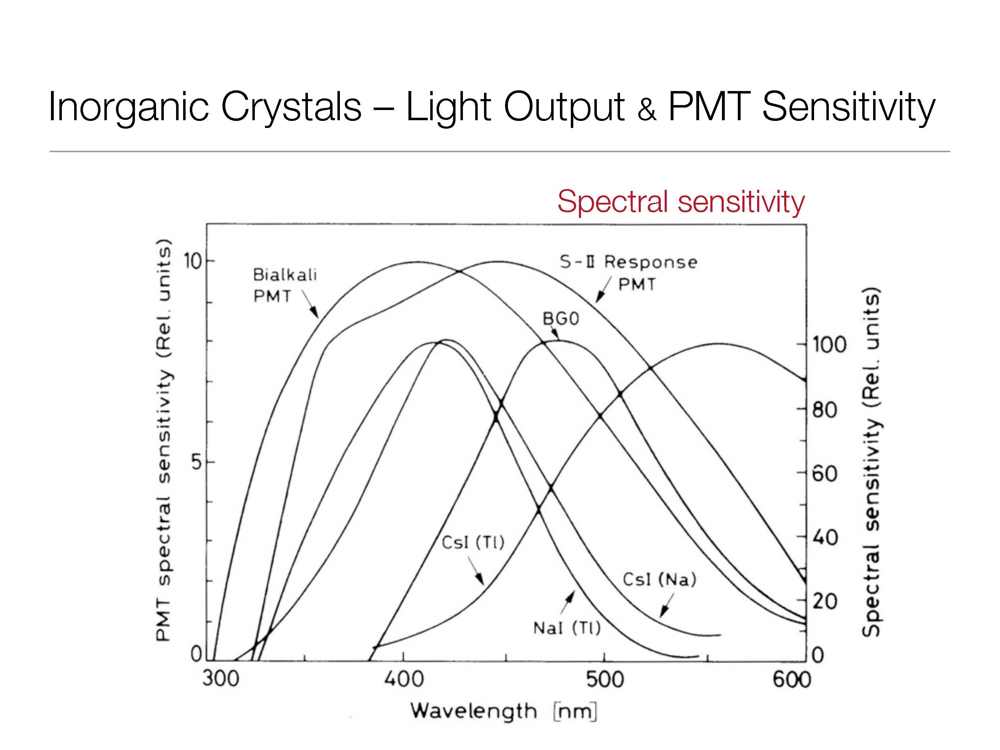 Inorganic Crystals – Light Output & PMT Sensitivity
Spectral sensitivity
PMT spectral sensitivity (Rel. units)
10
5
0
Bialkali
PMT
S-II Response
PMT
BGO
CsI (Tl)
CsI (Na)
NaI (Tl)
100
80
60
40
20
0
Spectral sensitivity (Rel. units)
300
400
500
600
Wavelength [nm]